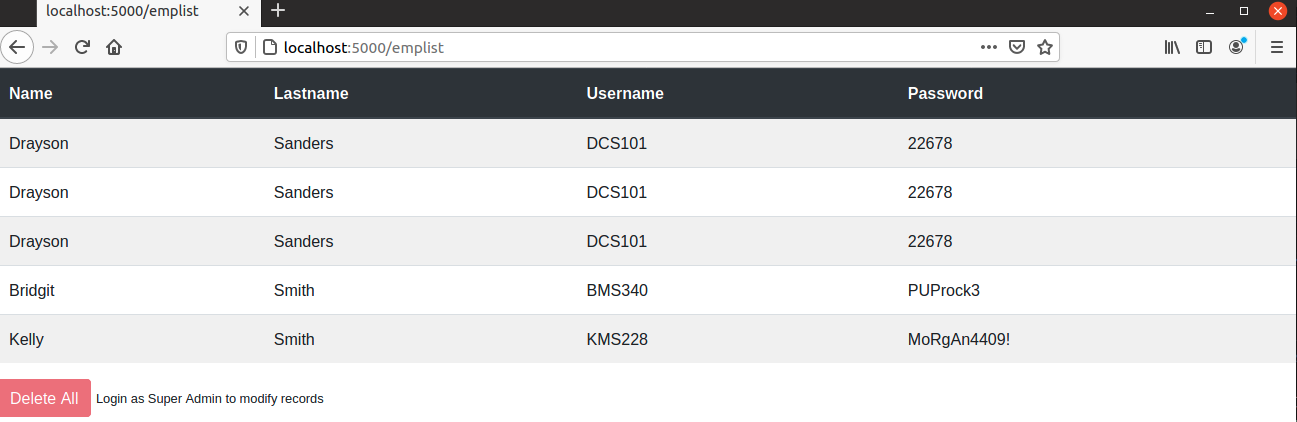 localhost:5000/emplist
localhost:5000/emplist
Name Lastname Username Password
Drayson Sanders DCS101 22678
Drayson Sanders DCS101 22678
Drayson Sanders DCS101 22678
Bridgit Smith BMS340 PUProck3
Kelly Smith KMS228 MoRgAn4409!
Delete All Login as Super Admin to modify records